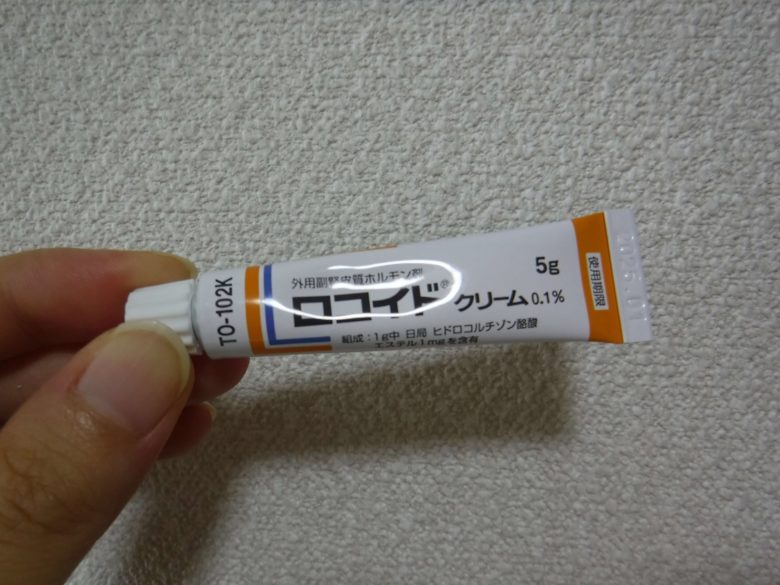 TO-102K
外用副腎皮質ホルモン剤
ロコイド® クリーム 0.1%
5g
組成：1g中 日局 ヒドロコルチゾン酪酸
エステル1mgを含有
使用期限